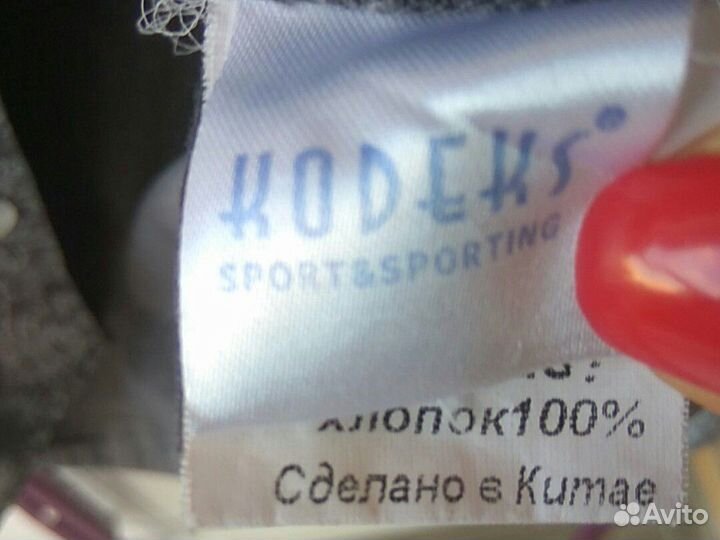 KODEKS®
SPORT&SPORTING
хлопок100%
Сделано в Китае
Avito